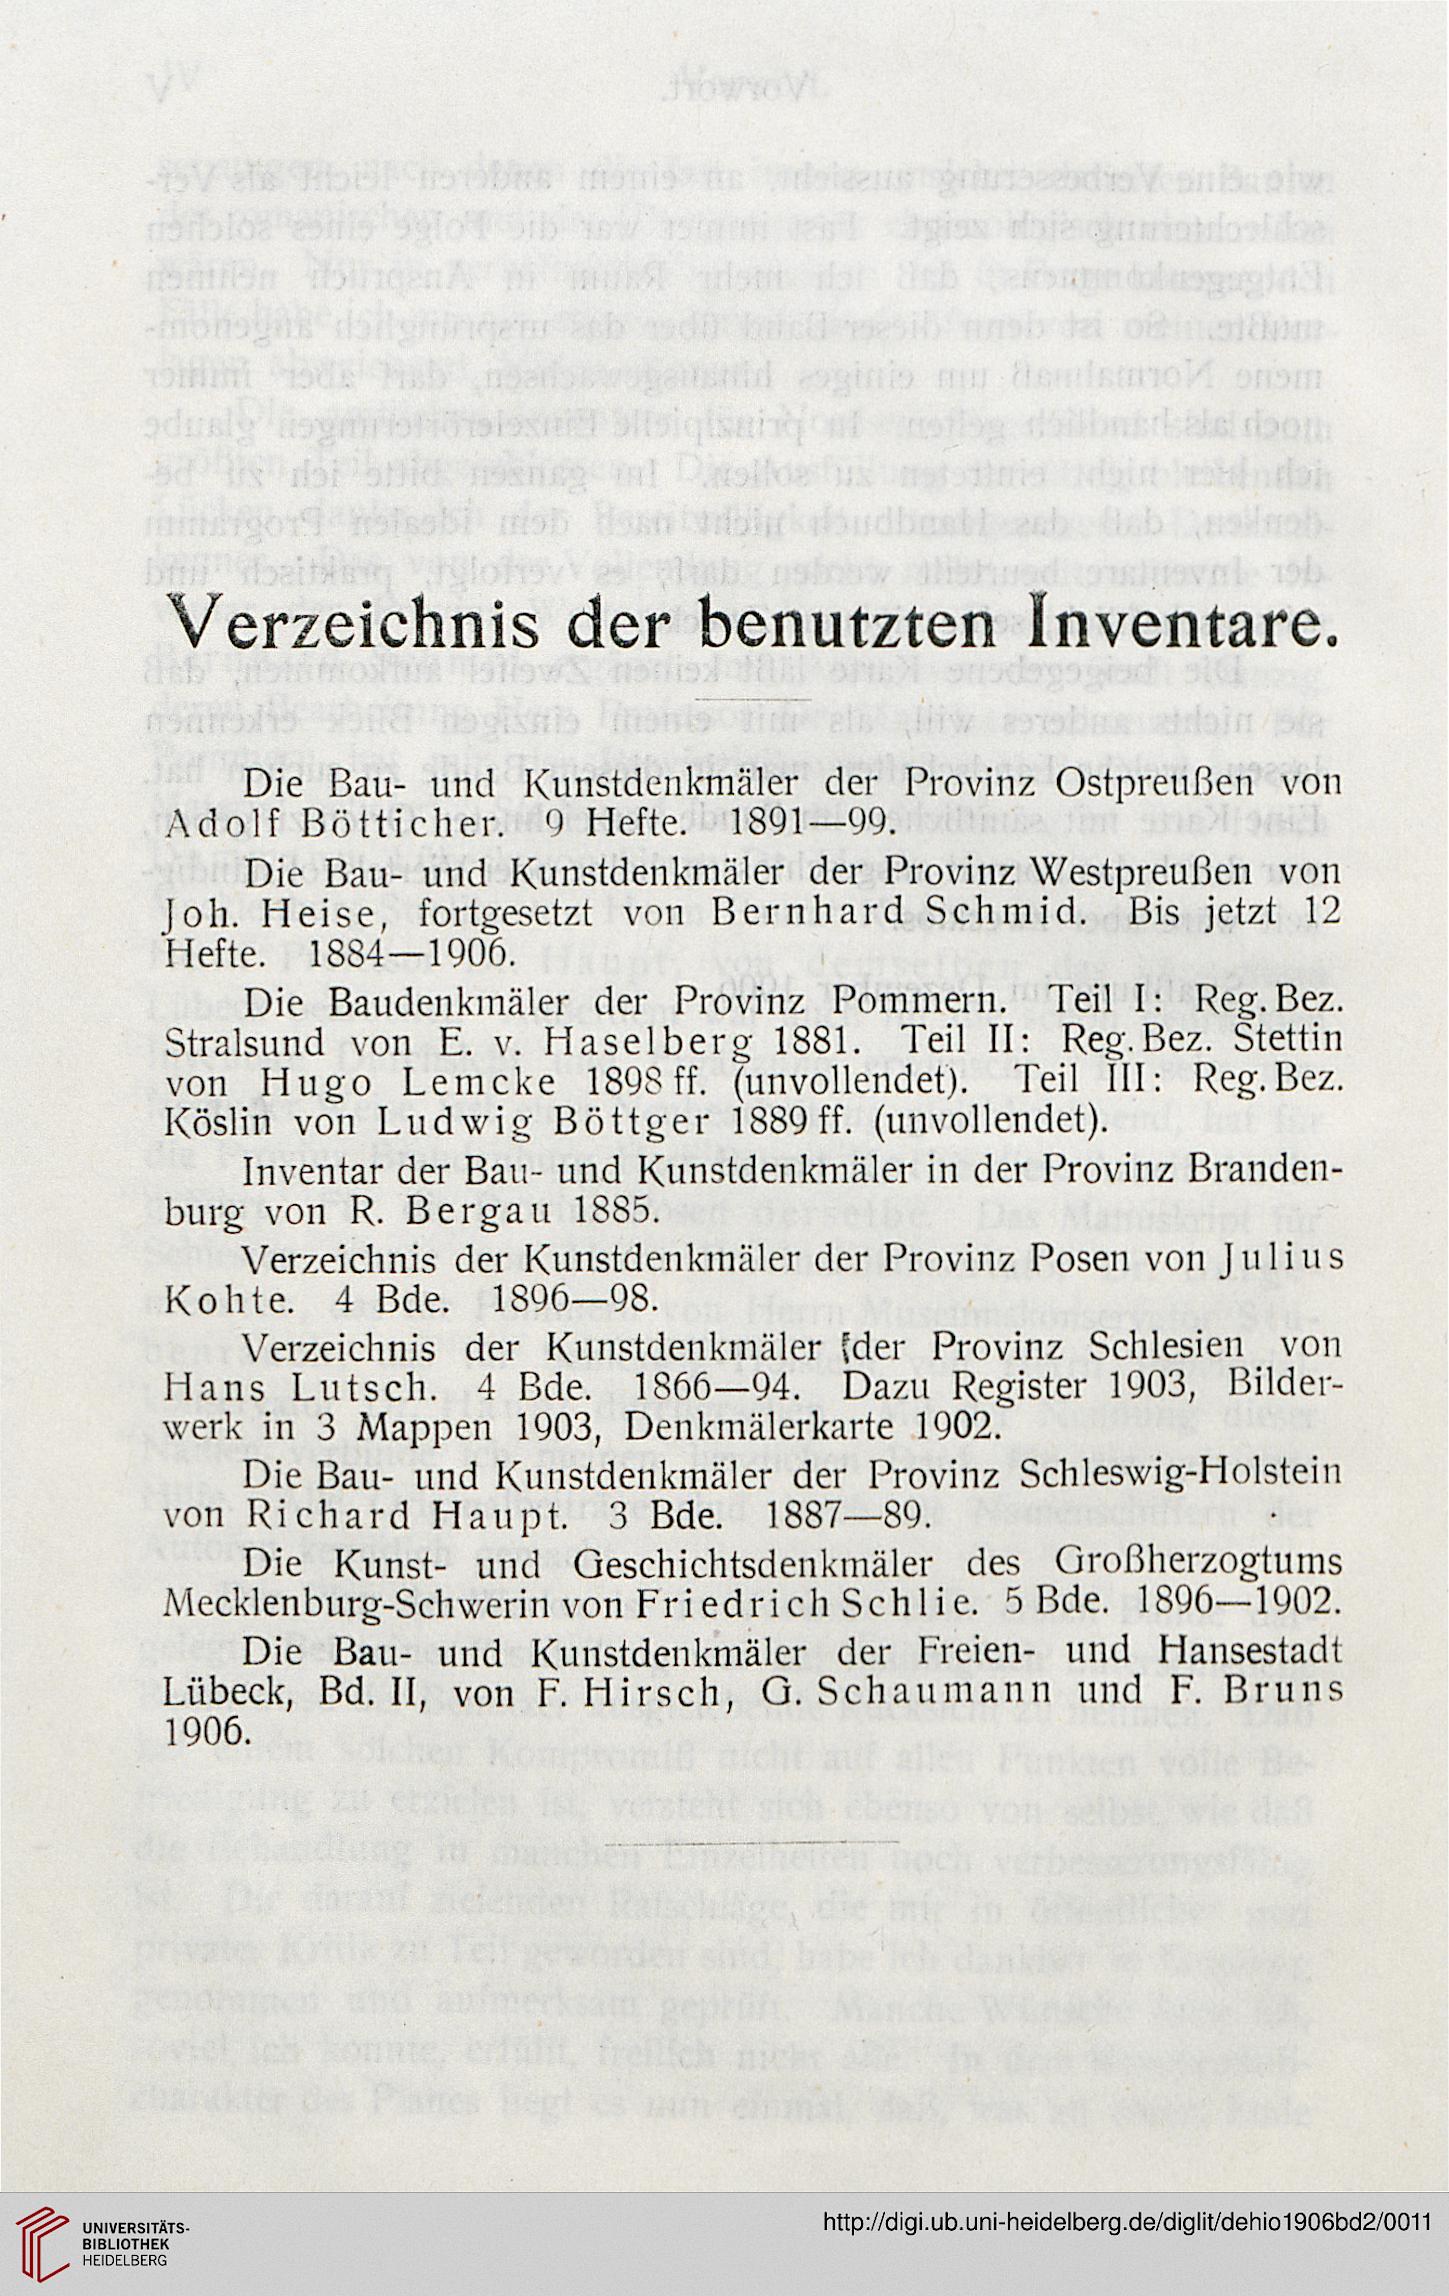 Verzeichnis der benutzten Inventare.
Die Bau- und Kunstdenkmäler der Provinz Ostpreußen von
Adolf Bötticher. 9 Hefte. 1891—99.
Die Bau- und Kunstdenkmäler der Provinz Westpreußen von
Joh. Heise, fortgesetzt von Bernhard Schmid. Bis jetzt 12
Hefte. 1884—1906.
Die Baudenkmäler der Provinz Pommern. Teil I: Reg. Bez.
Stralsund von E. v. Haselberg 1881. Teil II: Reg. Bez. Stettin
von Hugo Lemcke 1898 ff. (unvollendet). Teil III: Reg. Bez.
Köslin von Ludwig Böttger 1889 ff. (unvollendet).
Inventar der Bau- und Kunstdenkmäler in der Provinz Branden-
burg von R. Bergau 1885.
Verzeichnis der Kunstdenkmäler der Provinz Posen von Julius
Kohte. 4 Bde. 1896—98.
Verzeichnis der Kunstdenkmäler der Provinz Schlesien von
Hans Lutsch. 4 Bde. 1866—94. Dazu Register 1903, Bilder-
werk in 3 Mappen 1903, Denkmälerkarte 1902.
Die Bau- und Kunstdenkmäler der Provinz Schleswig-Holstein
von Richard Haupt. 3 Bde. 1887—89.
Die Kunst- und Geschichtsdenkmäler des Großherzogtums
Mecklenburg-Schwerin von Friedrich Schlie. 5 Bde. 1896—1902.
Die Bau- und Kunstdenkmäler der Freien- und Hansestadt
Lübeck, Bd. II, von F. Hirsch, G. Schaumann und F. Bruns
1906.
UNIVERSITÄTS-
BIBLIOTHEK
HEIDELBERG
http://digi.ub.uni-heidelberg.de/diglit/dehio1906bd2/0011